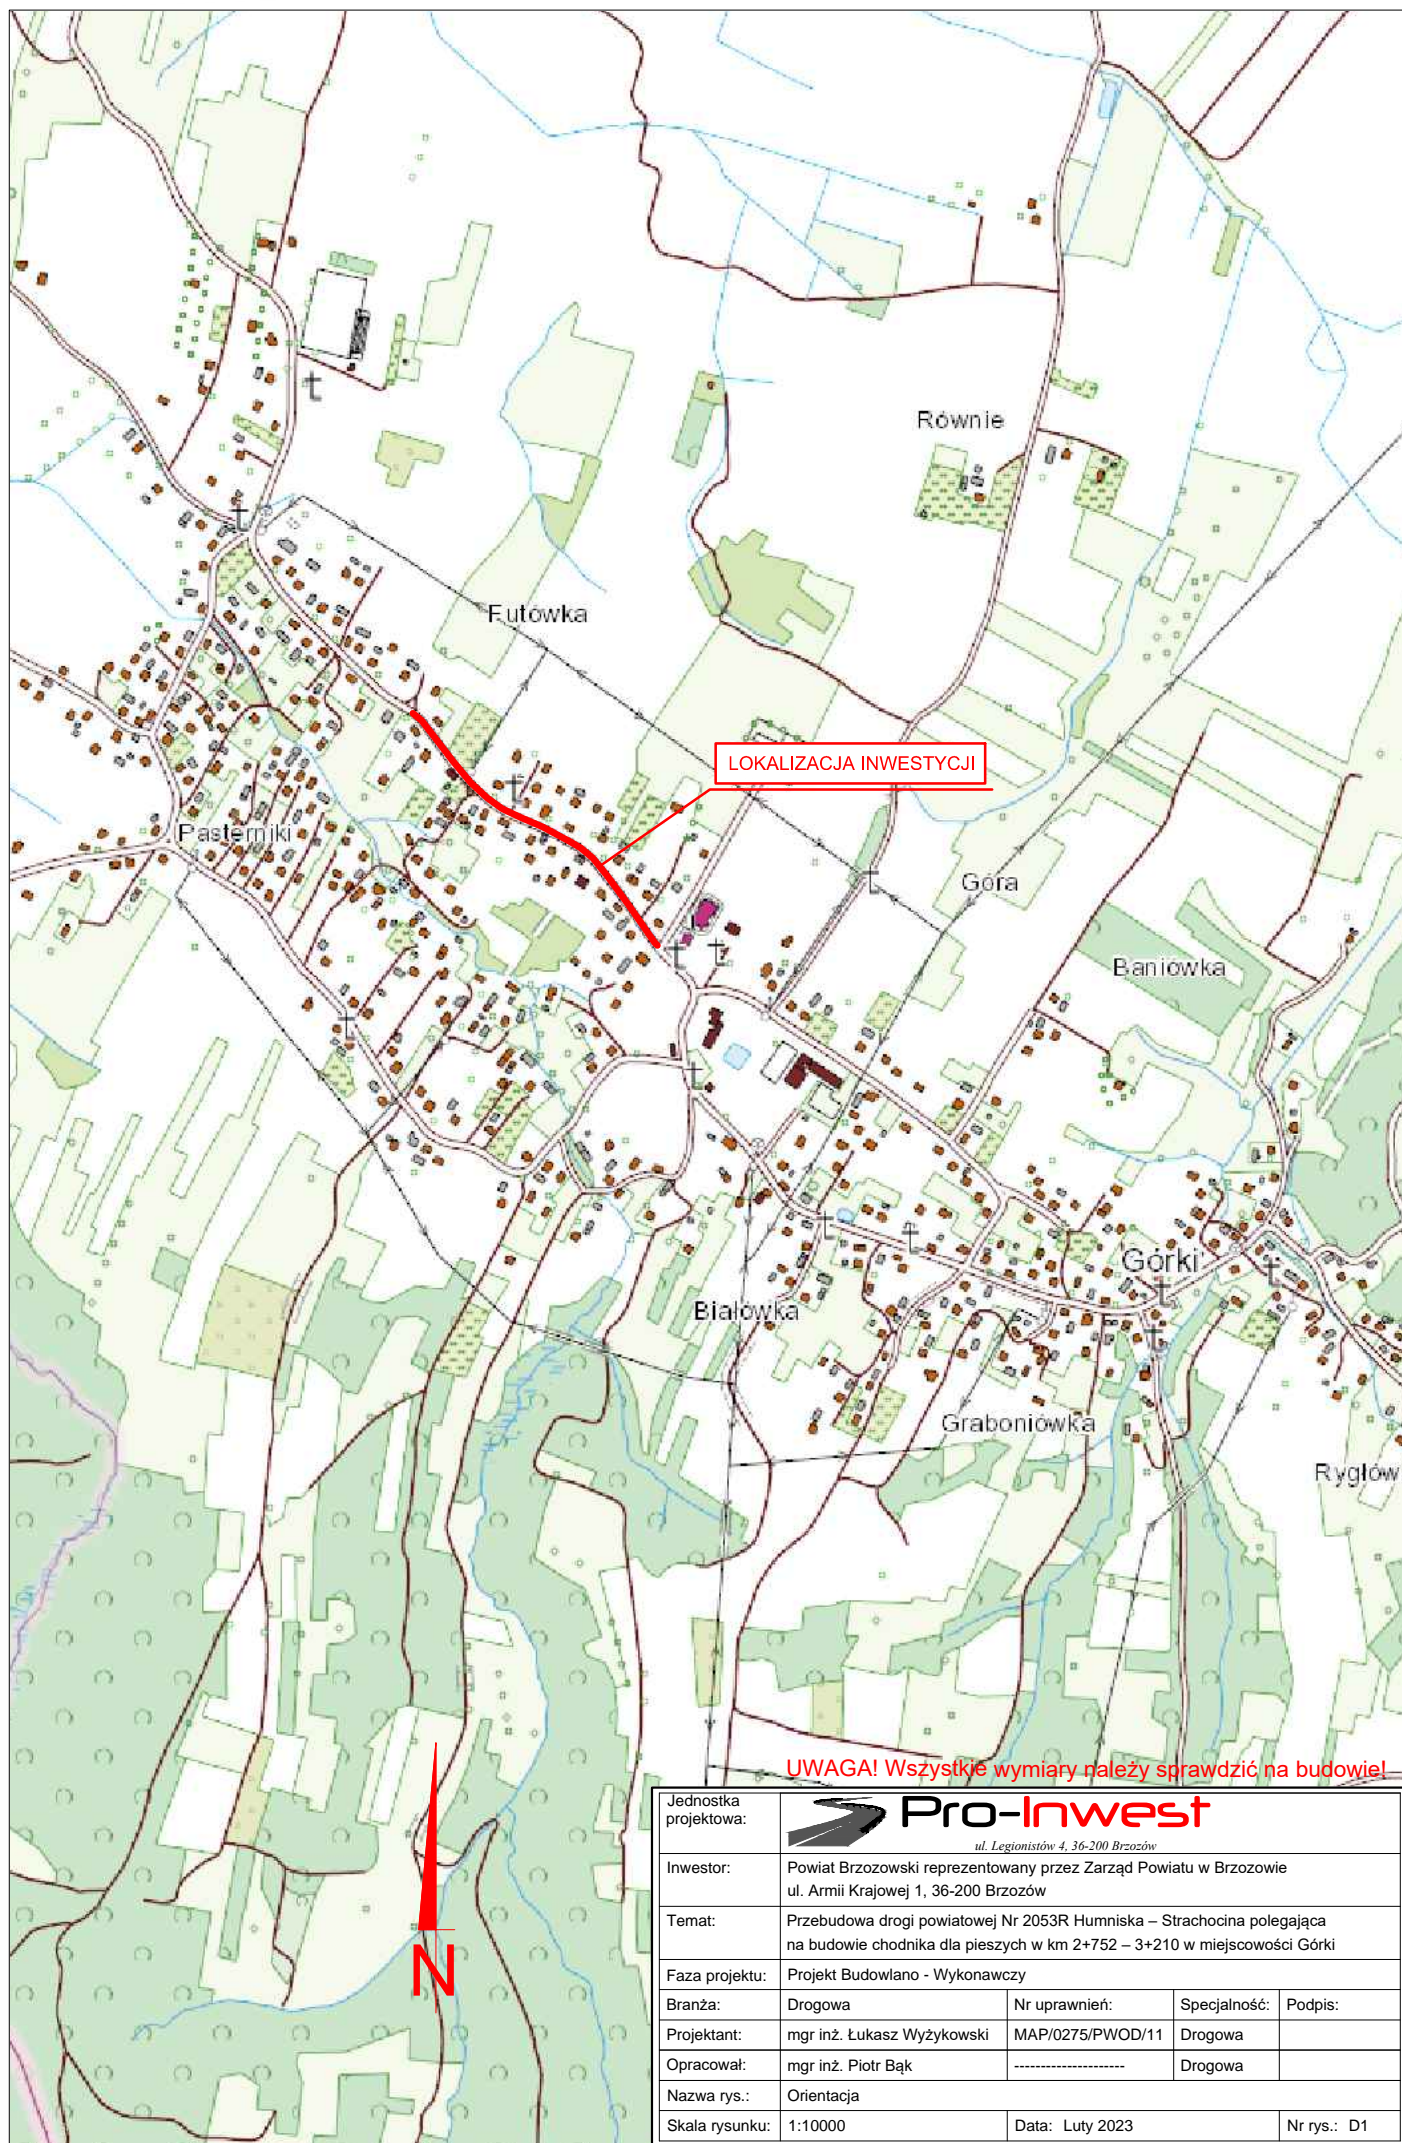 Równie
Futówka
LOKALIZACJA INWESTYCJI
Pasterniki
Góra
Baniówka
Górki
Białówka
Graboniówka
Rygłów
UWAGA! Wszystkie wymiary należy sprawdzić na budowie!
N
Jednostka
projektowa:
Pro-Inwest
ul. Legionistów 4, 36-200 Brzozów
Inwestor:
Powiat Brzozowski reprezentowany przez Zarząd Powiatu w Brzozowie
ul. Armii Krajowej 1, 36-200 Brzozów
Temat:
Przebudowa drogi powiatowej Nr 2053R Humniska – Strachocina polegająca
na budowie chodnika dla pieszych w km 2+752 – 3+210 w miejscowości Górki
Faza projektu: Projekt Budowlano - Wykonawczy
Branża: Drogowa Nr uprawnień: Specjalność: Podpis:
Projektant: mgr inż. Łukasz Wyżykowski MAP/0275/PWOD/11 Drogowa
Opracował: mgr inż. Piotr Bąk --------------------- Drogowa
Nazwa rys.: Orientacja
Skala rysunku: 1:10000 Data: Luty 2023 Nr rys.: D1